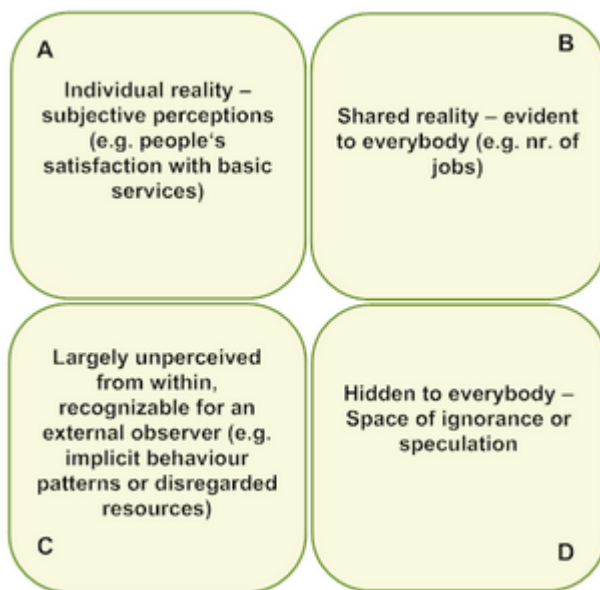 A
Individual reality –
subjective perceptions
(e.g. people‘s
satisfaction with basic
services)
B
Shared reality – evident
to everybody (e.g. nr. of
jobs)
Largely unperceived
from within,
recognizable for an
external observer (e.g.
implicit behaviour
patterns or disregarded
resources)
C
Hidden to everybody –
Space of ignorance or
speculation
D